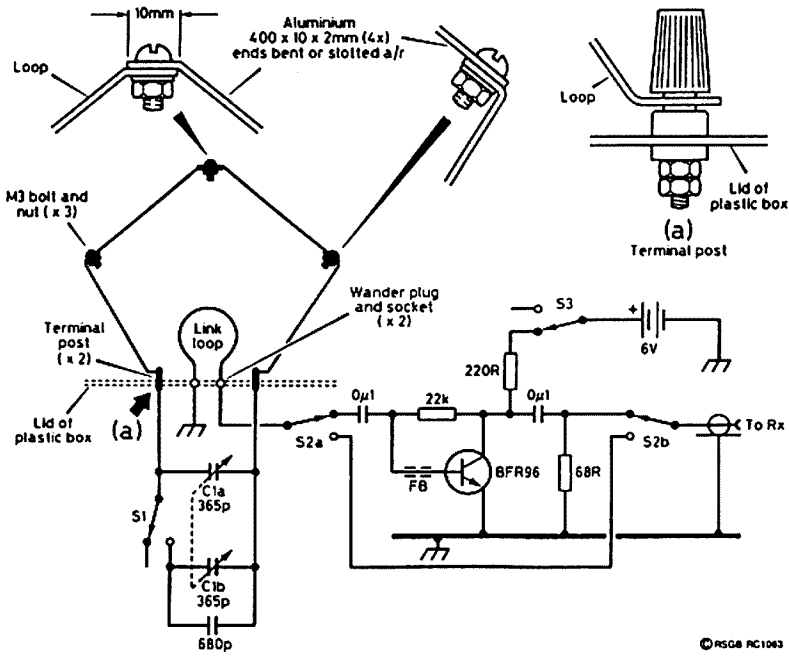 10mm
Aluminium
400 x 10 x 2mm (4x)
ends bent or slotted a/r
Loop
Loop
Lid of
plastic box
(a)
Terminal post
M3 bolt and
nut ( x 3)
Wander plug
and socket
( x 2)
Link
loop
Terminal
post
( x 2)
Lid of
plastic box
(a)
S3
+
6V
220R
0µ1
22k
0µ1
S2a
FB
BFR96
68R
S2b
To Rx
S1
C1a
365p
C1b
365p
680p
© RSGB RC1063